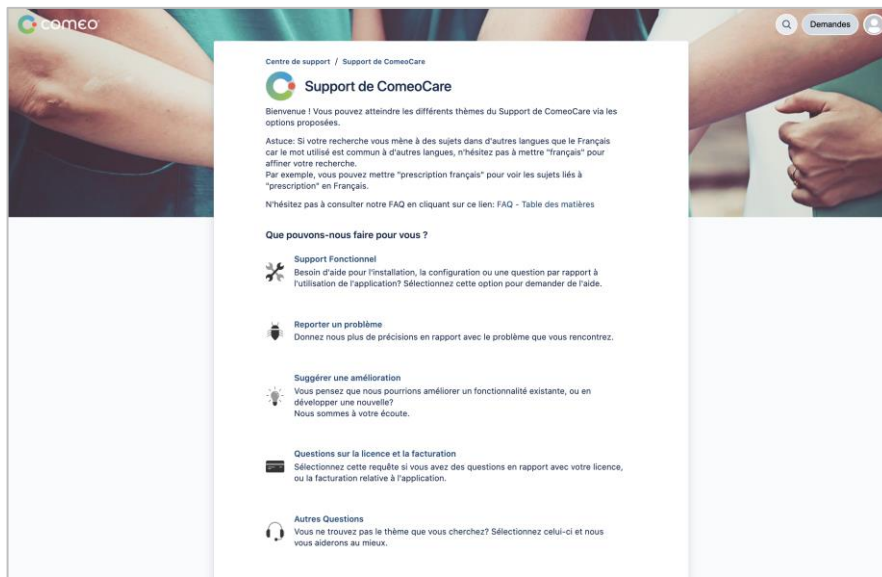 comeo
Demandes
Centre de support / Support de ComeoCare
Support de ComeoCare
Bienvenue ! Vous pouvez atteindre les différents thèmes du Support de ComeoCare via les
options proposées.
Astuce: Si votre recherche vous mène à des sujets dans d'autres langues que le Français
car le mot utilisé est commun à d'autres langues, n'hésitez pas à mettre "français" pour
affiner votre recherche.
Par exemple, vous pouvez mettre "prescription français" pour voir les sujets liés à
"prescription" en Français.
N'hésitez pas à consulter notre FAQ en cliquant sur ce lien: FAQ - Table des matières
Que pouvons-nous faire pour vous ?
Support Fonctionnel
Besoin d'aide pour l'installation, la configuration ou une question par rapport à
l'utilisation de l'application? Sélectionnez cette option pour demander de l'aide.
Reporter un problème
Donnez nous plus de précisions en rapport avec le problème que vous rencontrez.
Suggérer une amélioration
Vous pensez que nous pourrions améliorer un fonctionnalité existante, ou en
développer une nouvelle?
Nous sommes à votre écoute.
Questions sur la licence et la facturation
Sélectionnez cette requête si vous avez des questions en rapport avec votre licence,
ou la facturation relative à l'application.
Autres Questions
Vous ne trouvez pas le thème que vous cherchez? Sélectionnez celui-ci et nous
vous aiderons au mieux.